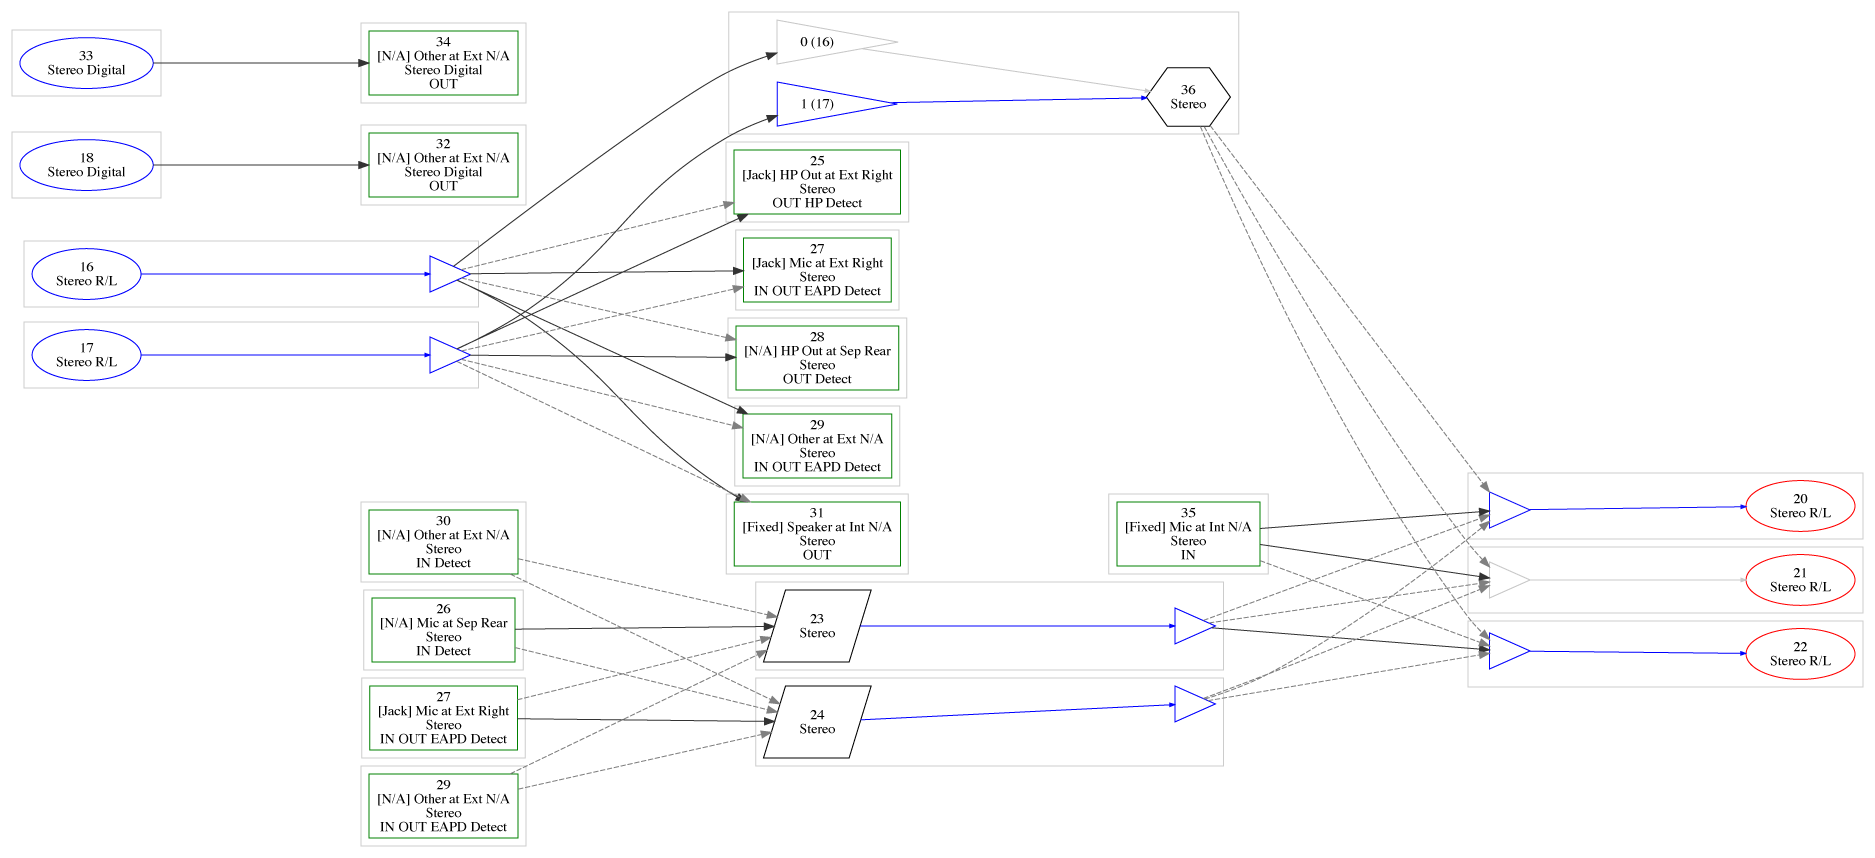 33
Stereo Digital
34
[N/A] Other at Ext N/A
Stereo Digital
OUT
18
Stereo Digital
32
[N/A] Other at Ext N/A
Stereo Digital
OUT
16
Stereo R/L
17
Stereo R/L
0 (16)
1 (17)
36
Stereo
25
[Jack] HP Out at Ext Right
Stereo
OUT HP Detect
27
[Jack] Mic at Ext Right
Stereo
IN OUT EAPD Detect
28
[N/A] HP Out at Sep Rear
Stereo
OUT Detect
29
[N/A] Other at Ext N/A
Stereo
IN OUT EAPD Detect
31
[Fixed] Speaker at Int N/A
Stereo
OUT
30
[N/A] Other at Ext N/A
Stereo
IN Detect
26
[N/A] Mic at Sep Rear
Stereo
IN Detect
27
[Jack] Mic at Ext Right
Stereo
IN OUT EAPD Detect
29
[N/A] Other at Ext N/A
Stereo
IN OUT EAPD Detect
23
Stereo
24
Stereo
35
[Fixed] Mic at Int N/A
Stereo
IN
20
Stereo R/L
21
Stereo R/L
22
Stereo R/L